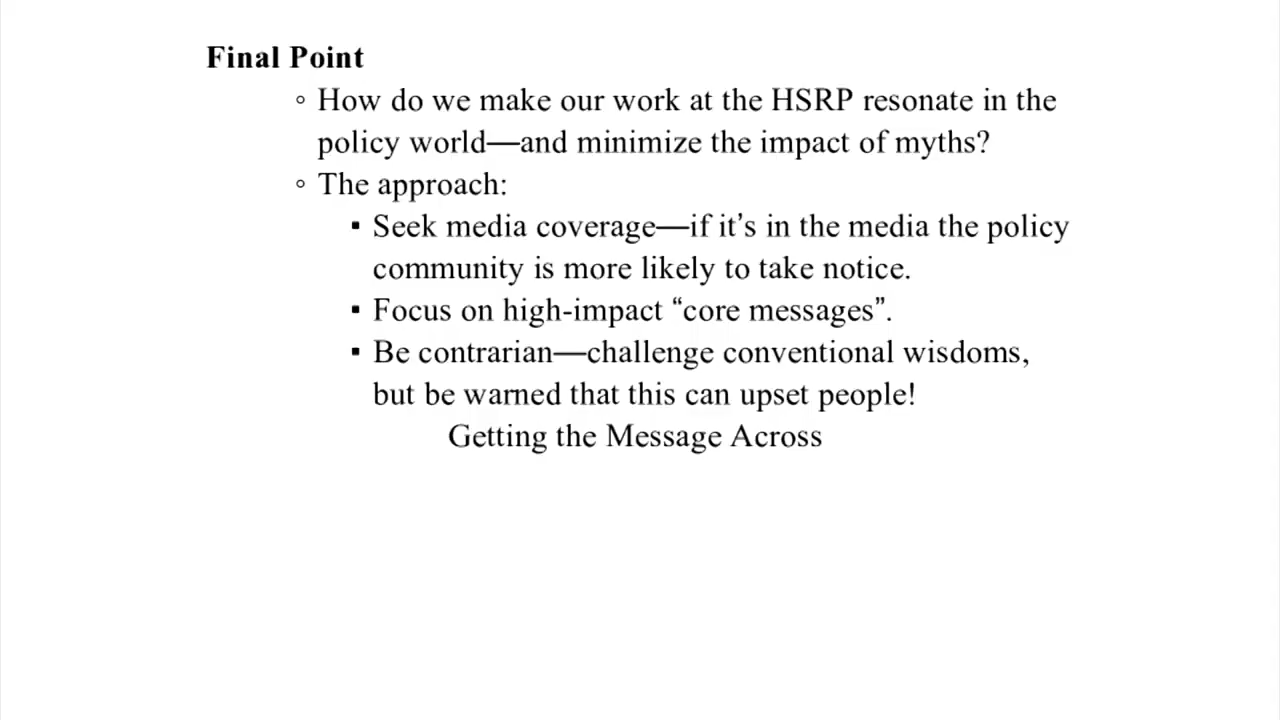 Final Point
◦ How do we make our work at the HSRP resonate in the
policy world—and minimize the impact of myths?
◦ The approach:
▪ Seek media coverage—if it’s in the media the policy
community is more likely to take notice.
▪ Focus on high-impact “core messages”.
▪ Be contrarian—challenge conventional wisdoms,
but be warned that this can upset people!
Getting the Message Across